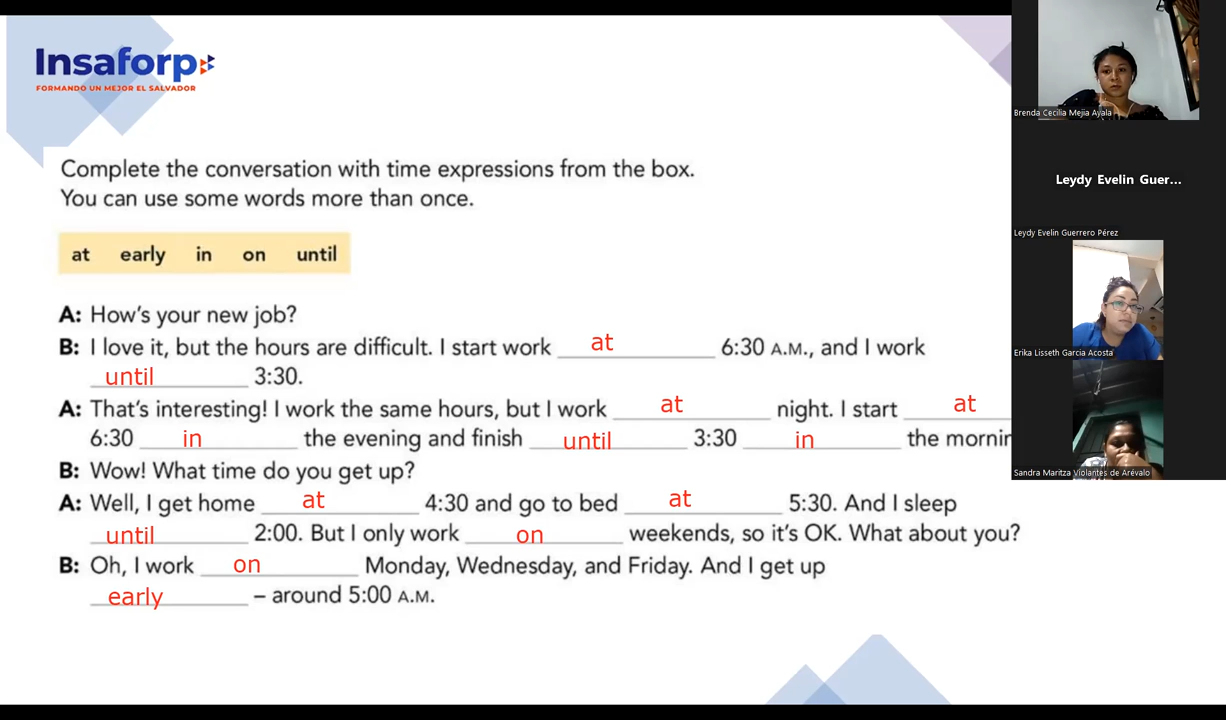 Insaforp
FORMANDO UN MEJOR EL SALVADOR
Complete the conversation with time expressions from the box.
You can use some words more than once.
at early in on until
A: How's your new job?
B: I love it, but the hours are difficult. I start work at 6:30 A.M., and I work
until 3:30.
A: That's interesting! I work the same hours, but I work at night. I start at
6:30 in the evening and finish until 3:30 in the mornin
B: Wow! What time do you get up?
A: Well, I get home at 4:30 and go to bed at 5:30. And I sleep
until 2:00. But I only work on weekends, so it's OK. What about you?
B: Oh, I work on Monday, Wednesday, and Friday. And I get up
early – around 5:00 A.M.
Brenda Cecilia Mejia Ayala
Leydy Evelin Guer...
Leydy Evelin Guerrero Pérez
Erika Lisseth Garcia Acosta
Sandra Maritza Violantes de Arévalo